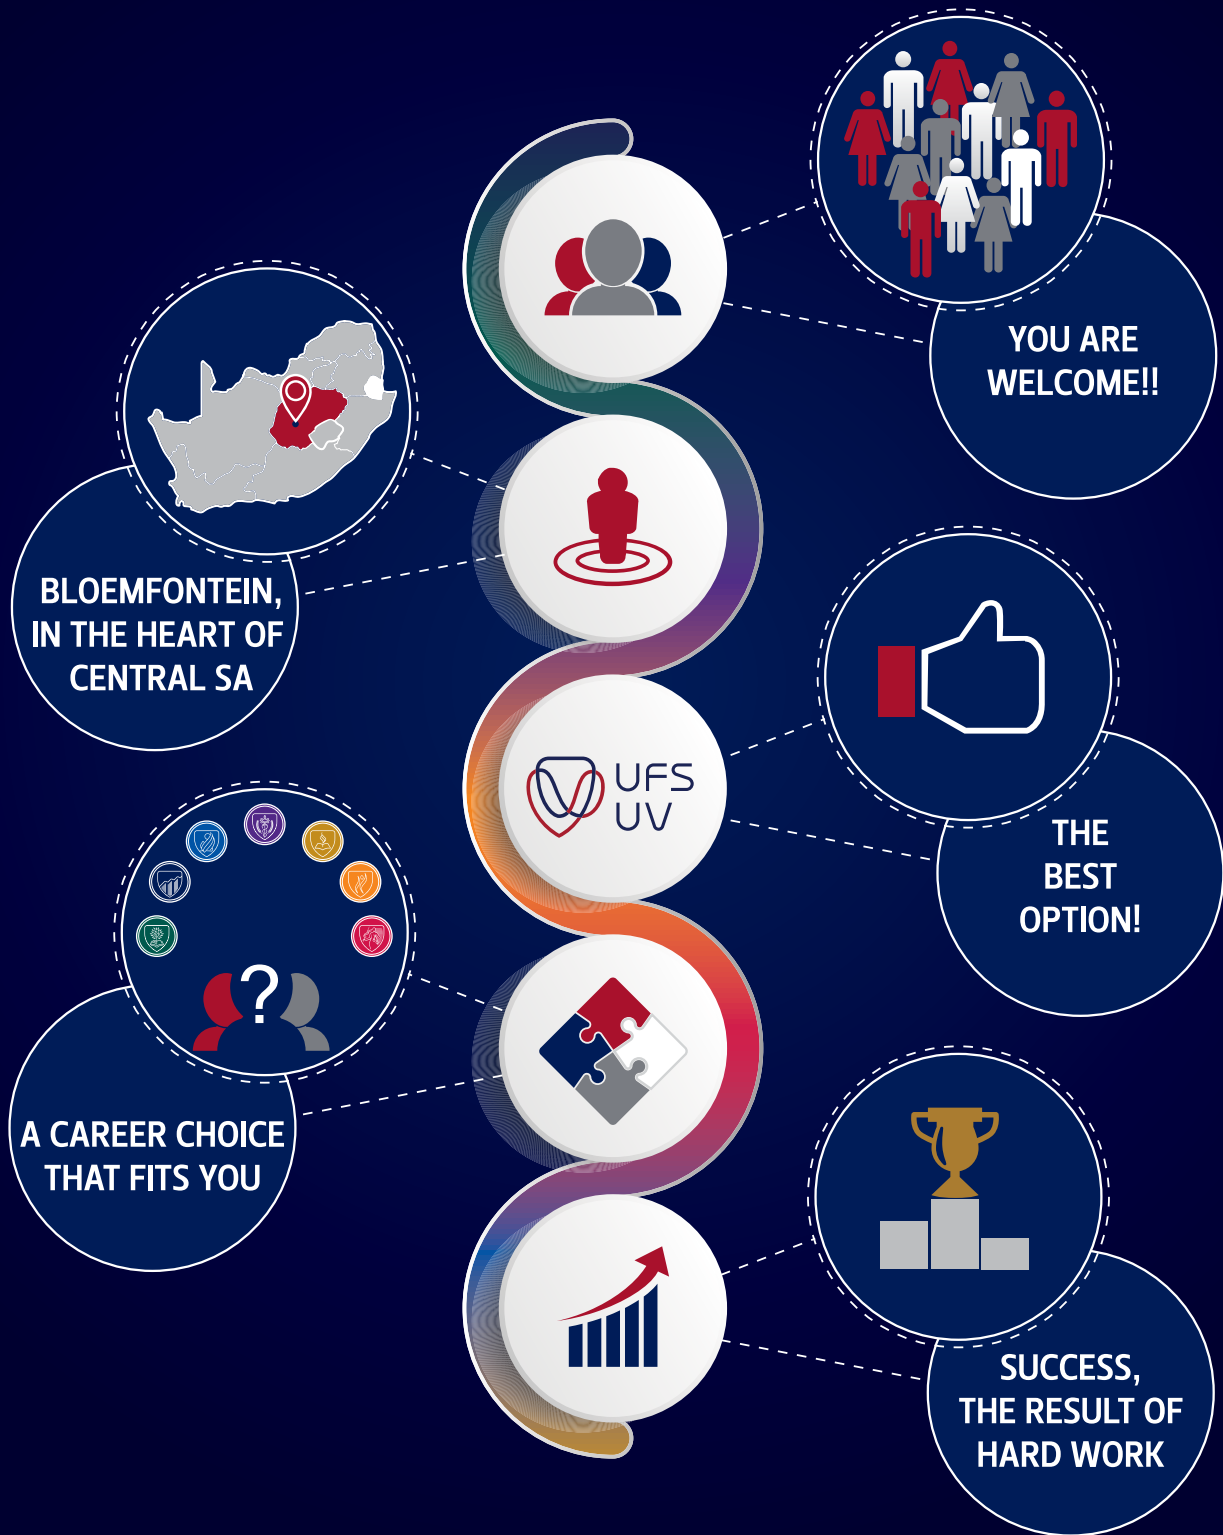 YOU ARE
WELCOME!!
BLOEMFONTEIN,
IN THE HEART OF
CENTRAL SA
UFS
UV
THE
BEST
OPTION!
?
A CAREER CHOICE
THAT FITS YOU
SUCCESS,
THE RESULT OF
HARD WORK